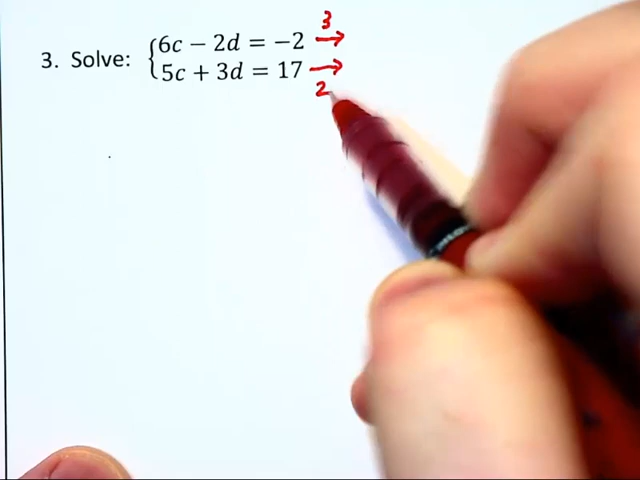 3
3. Solve: {6c − 2d = −2 →
5c + 3d = 17 →
2